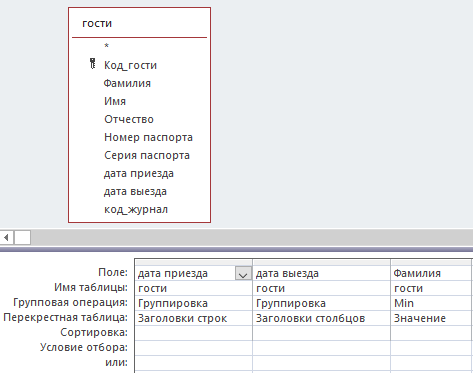 гости
*
Код_гости
Фамилия
Имя
Отчество
Номер паспорта
Серия паспорта
дата приезда
дата выезда
код_журнал
Поле: дата приезда дата выезда Фамилия
Имя таблицы: гости гости гости
Групповая операция: Группировка Группировка Min
Перекрестная таблица: Заголовки строк Заголовки столбцов Значение
Сортировка:
Условие отбора:
или: